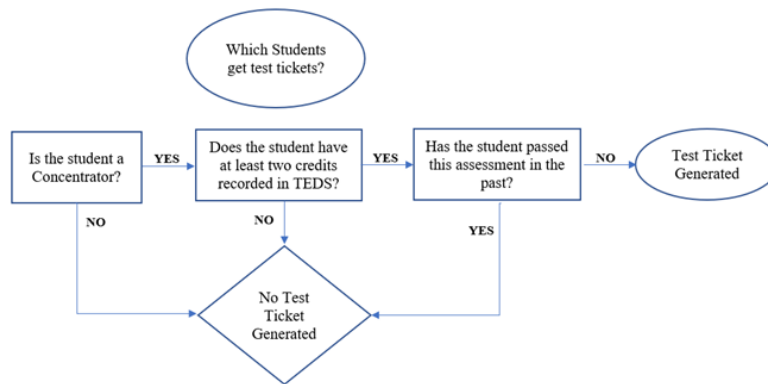 Which Students
get test tickets?
Is the student a
Concentrator?
YES
Does the student have
at least two credits
recorded in TEDS?
YES
Has the student passed
this assessment in the
past?
NO
Test Ticket
Generated
NO
NO
YES
No Test
Ticket
Generated